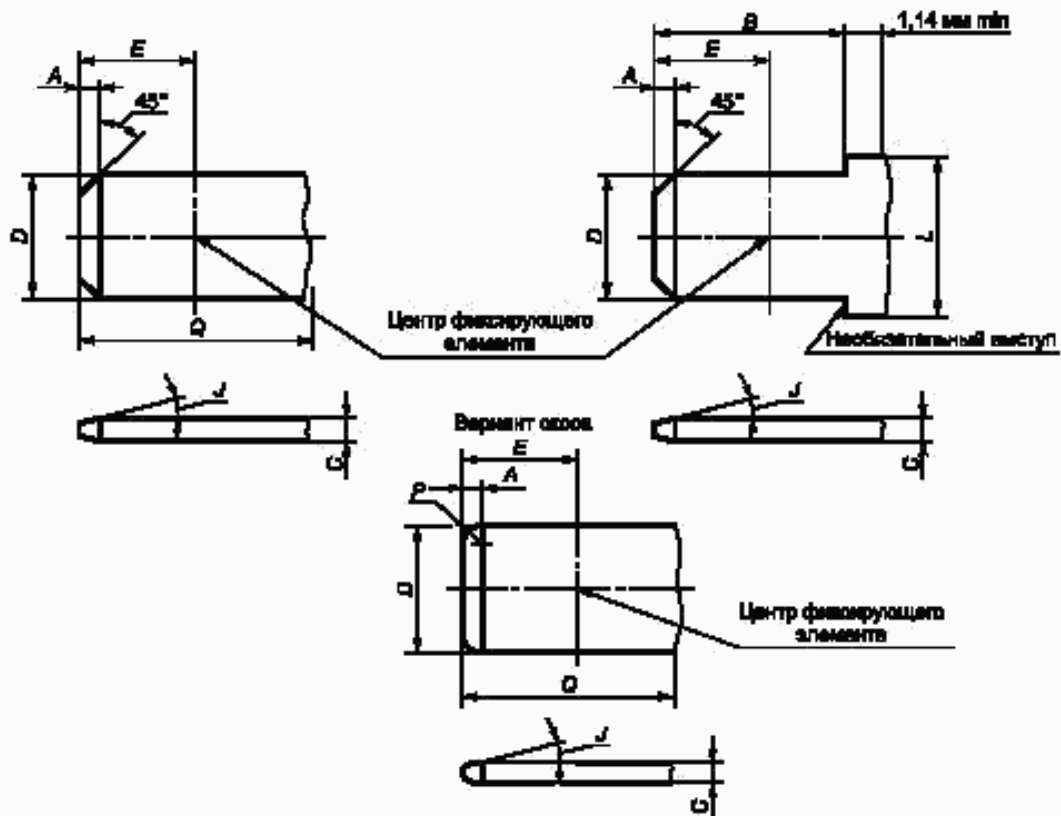 B
1,14 мм min
E
E
A
A
45°
45°
D
D
L
Центр фиксирующего
элемента
Необязательный выступ
D
J
J
Вариант скоса
G
G
E
A
P
D
Центр фиксирующего
элемента
Q
J
G